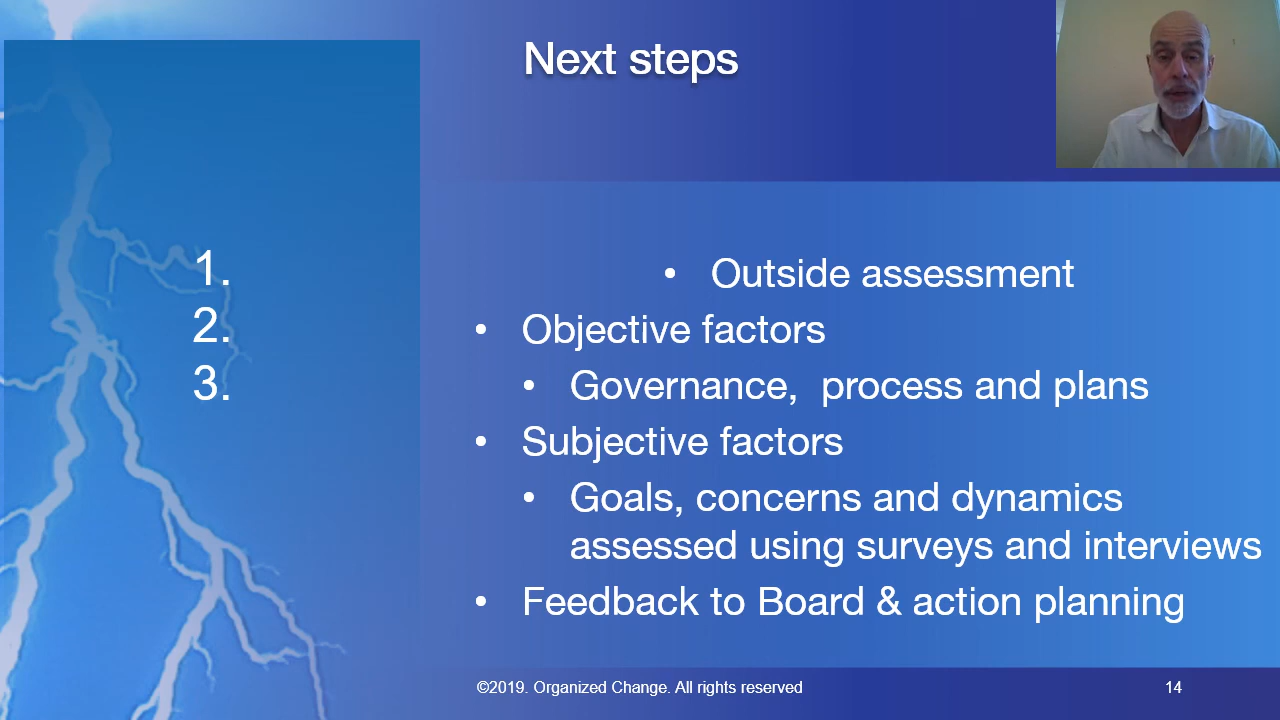 Next steps
1.
2.
3.
• Outside assessment
• Objective factors
• Governance,  process and plans
• Subjective factors
• Goals, concerns and dynamics
assessed using surveys and interviews
• Feedback to Board & action planning
©2019. Organized Change. All rights reserved
14